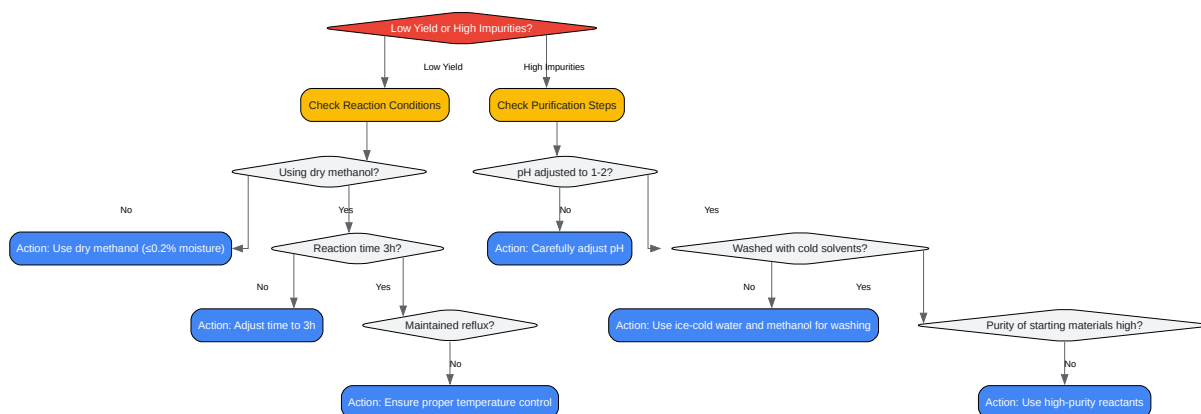 Low Yield or High Impurities?
Low Yield
High Impurities
Check Reaction Conditions
Check Purification Steps
Using dry methanol?
pH adjusted to 1-2?
No
Yes
No
Yes
Action: Use dry methanol (≤0.2% moisture)
Reaction time 3h?
Action: Carefully adjust pH
Washed with cold solvents?
No
Yes
No
Yes
Action: Adjust time to 3h
Maintained reflux?
Action: Use ice-cold water and methanol for washing
Purity of starting materials high?
No
No
Action: Ensure proper temperature control
Action: Use high-purity reactants